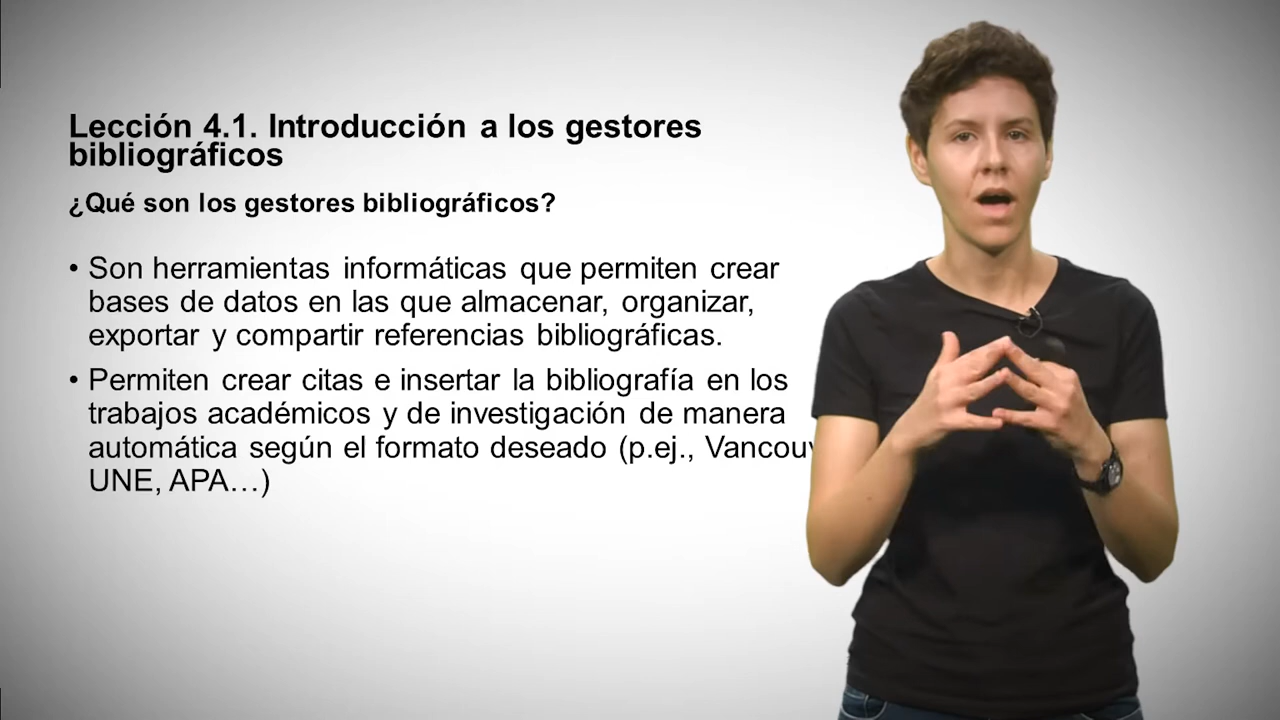 Lección 4.1. Introducción a los gestores
bibliográficos
¿Qué son los gestores bibliográficos?
• Son herramientas informáticas que permiten crear
bases de datos en las que almacenar, organizar,
exportar y compartir referencias bibliográficas.
• Permiten crear citas e insertar la bibliografía en los
trabajos académicos y de investigación de manera
automática según el formato deseado (p.ej.,
UNE, APA…)